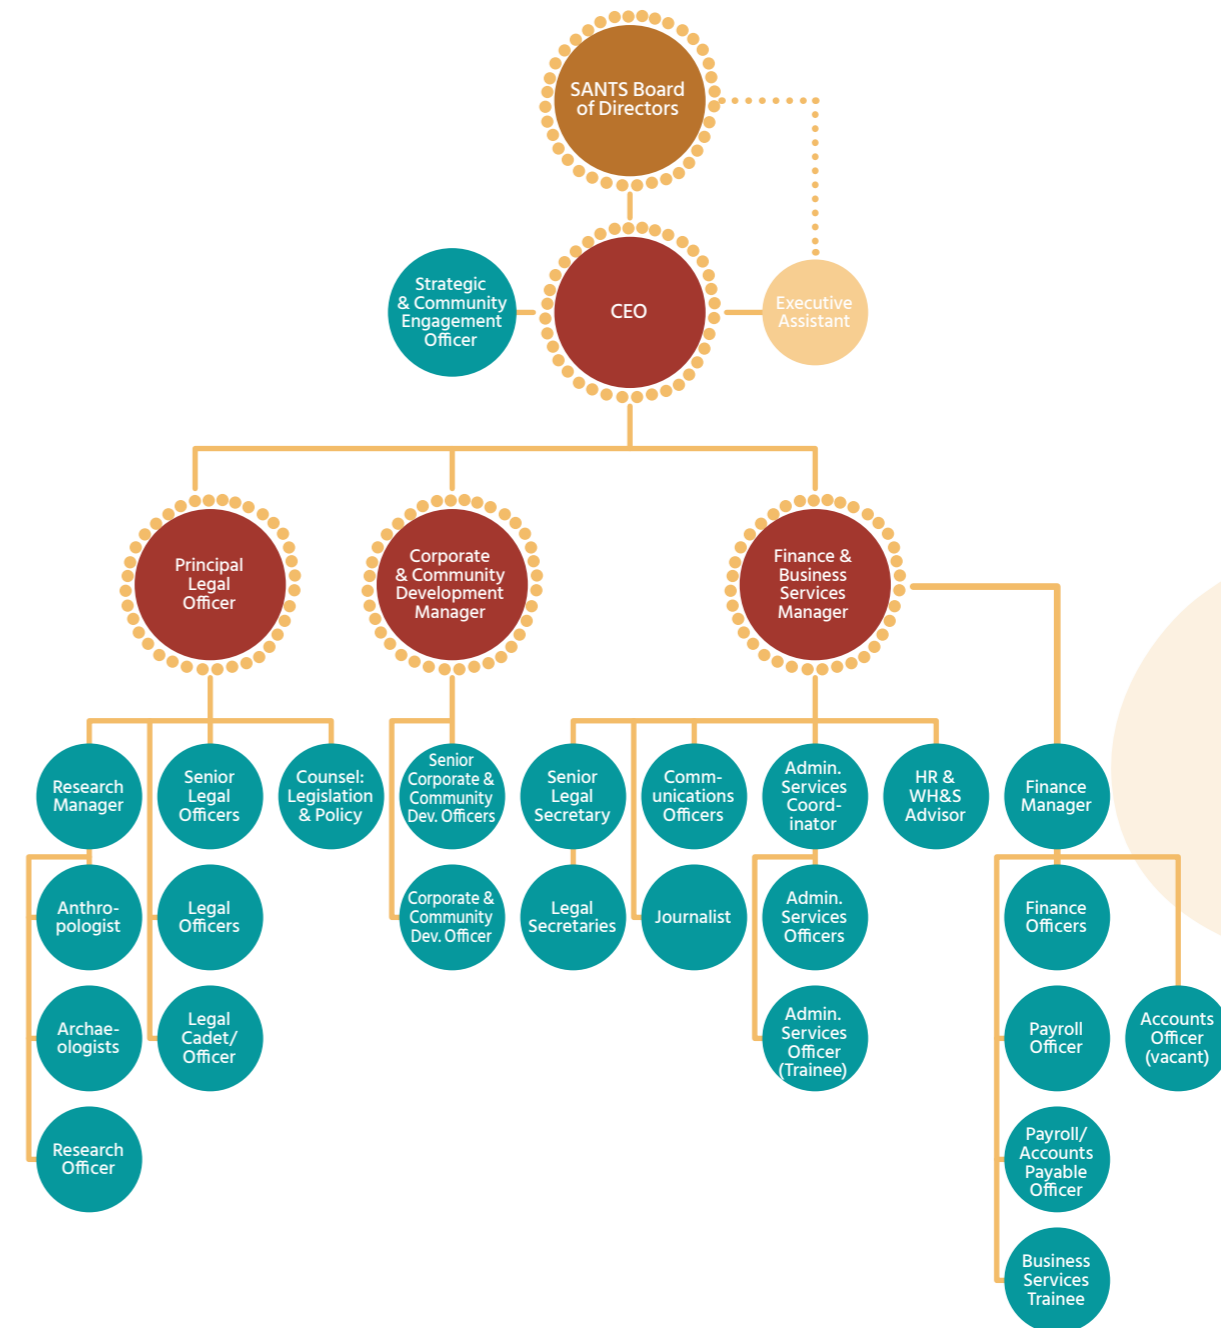 SANTS Board
of Directors
Strategic
& Community
Engagement
Officer
CEO
Executive
Assistant
Principal
Legal
Officer
Corporate
& Community
Development
Manager
Finance &
Business
Services
Manager
Research
Manager
Senior
Legal
Officers
Counsel:
Legislation
& Policy
Senior
Corporate &
Community
Dev. Officers
Senior
Legal
Secretary
Comm-
unications
Officers
Admin.
Services
Coord-
inator
HR &
WH&S
Advisor
Finance
Manager
Anthro-
pologist
Legal
Officers
Corporate &
Community
Dev. Officer
Legal
Secretaries
Journalist
Admin.
Services
Officers
Finance
Officers
Archae-
ologists
Legal
Cadet/
Officer
Admin.
Services
Officer
(Trainee)
Payroll
Officer
Accounts
Officer
(vacant)
Research
Officer
Payroll/
Accounts
Payable
Officer
Business
Services
Trainee